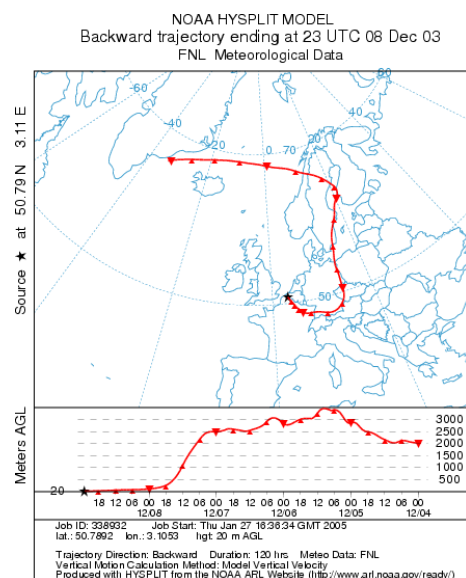 NOAA HYSPLIT MODEL
Backward trajectory ending at 23 UTC 08 Dec 03
FNL Meteorological Data
Source ★ at 50.79 N 3.11 E
-60
-40
-40
-20
-20
0
70
50
Meters AGL
20
3000
2500
2000
1500
1000
500
18 12 06 00 18 12 06 00 18 12 06 00 18 12 06 00 18 12 06 00
12/08 12/07 12/06 12/05 12/04
Job ID: 338932 Job Start: Thu Jan 27 16:36:34 GMT 2005
lat.: 50.7892 lon.: 3.1053 hgt: 20 m AGL
Trajectory Direction: Backward Duration: 120 hrs Meteo Data: FNL
Vertical Motion Calculation Method: Model Vertical Velocity
Produced with HYSPLIT from the NOAA ARL Website (http://www.arl.noaa.gov/ready/)